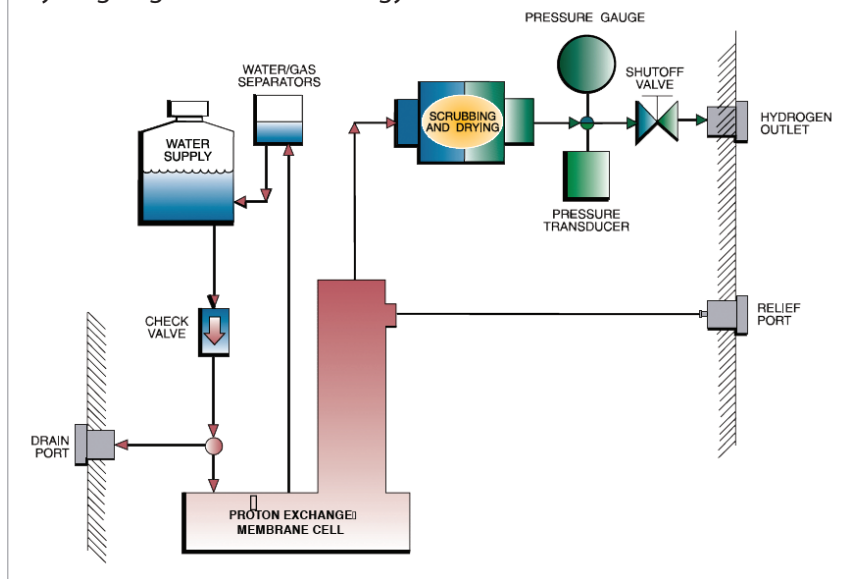 PRESSURE GAUGE
WATER/GAS
SEPARATORS
SHUTOFF
VALVE
SCRUBBING
AND DRYING
HYDROGEN
OUTLET
WATER
SUPPLY
PRESSURE
TRANSDUCER
CHECK
VALVE
RELIEF
PORT
DRAIN
PORT
PROTON EXCHANGE
MEMBRANE CELL